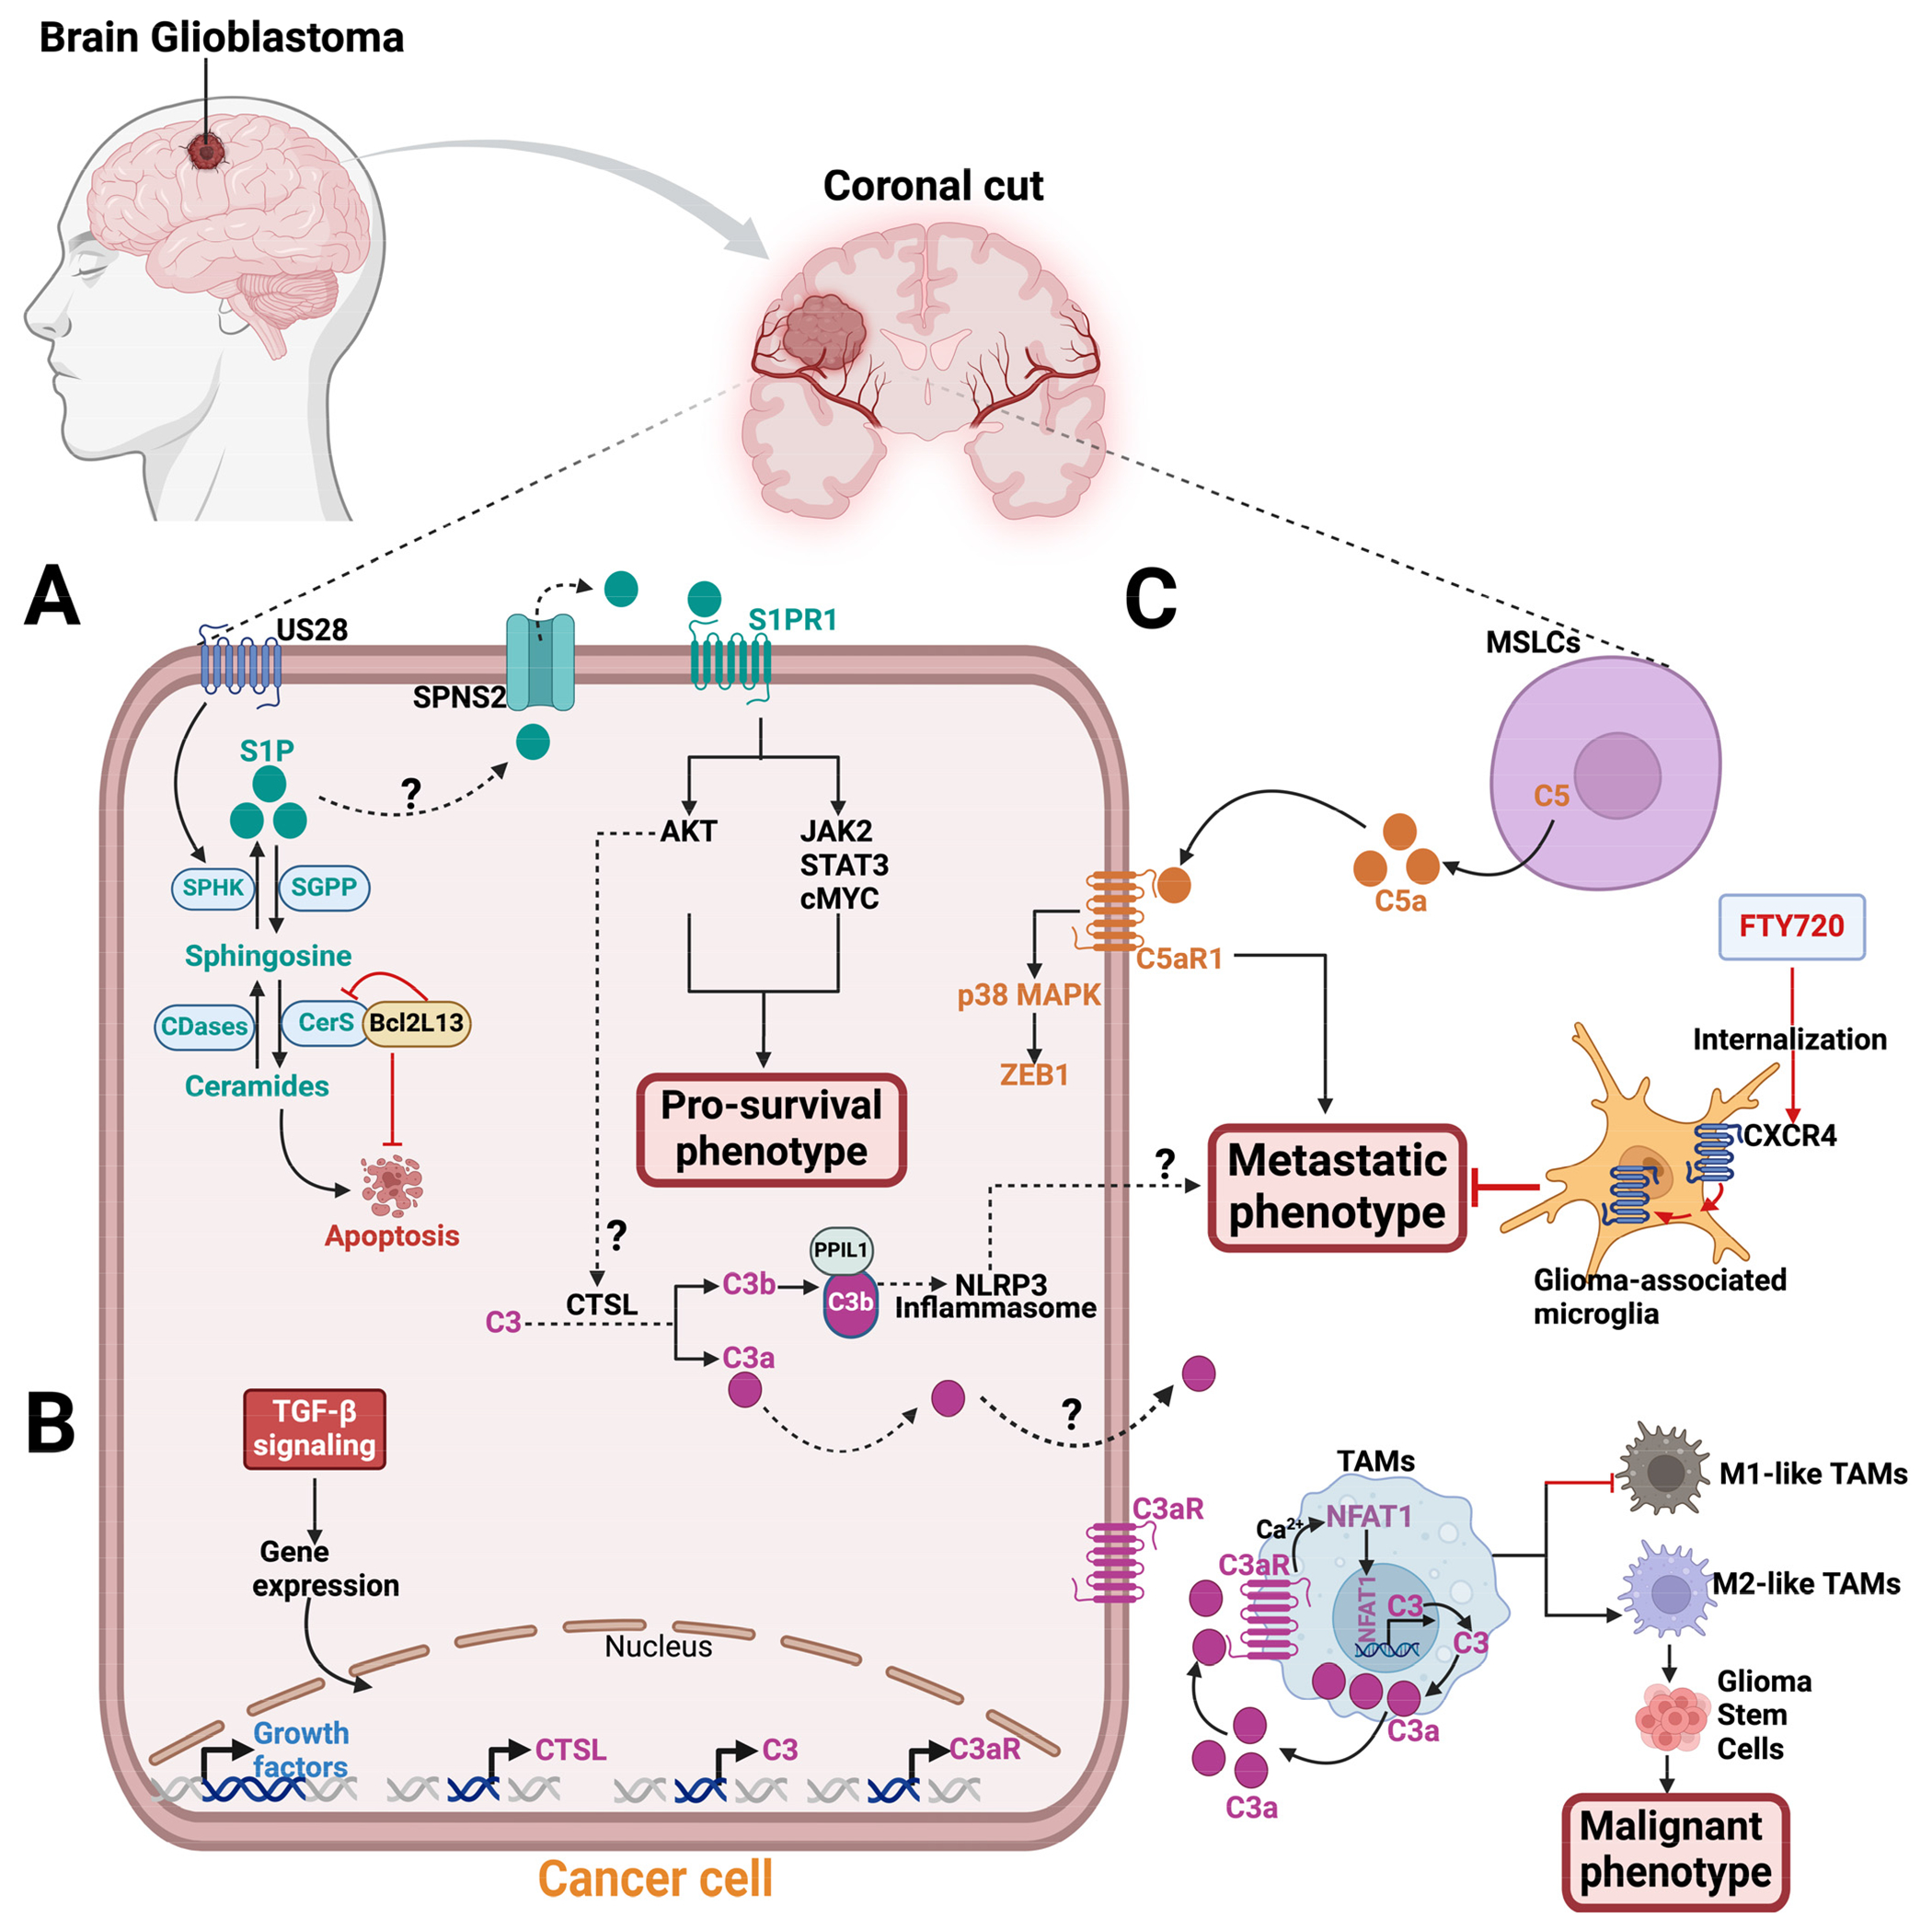 Brain Glioblastoma
Coronal cut
A
US28
SPNS2
S1PR1
S1P
?
SPHK
SGPP
Sphingosine
CDases
CerS
Bcl2L13
Ceramides
Apoptosis
AKT
JAK2
STAT3
cMYC
Pro-survival
phenotype
?
C3
CTSL
C3b
PPIL1
C3b
NLRP3
Inflammasome
C3a
?
?
B
TGF-β
signaling
Gene
expression
Nucleus
Growth
factors
CTSL
C3
C3aR
Cancer cell
C
MSLCs
C5
C5a
C5aR1
p38 MAPK
ZEB1
FTY720
Internalization
CXCR4
Metastatic
phenotype
Glioma-associated
microglia
C3aR
TAMs
Ca2+
NFAT1
C3aR
NFAT1
C3
C3
C3a
C3a
M1-like TAMs
M2-like TAMs
Glioma
Stem
Cells
Malignant
phenotype